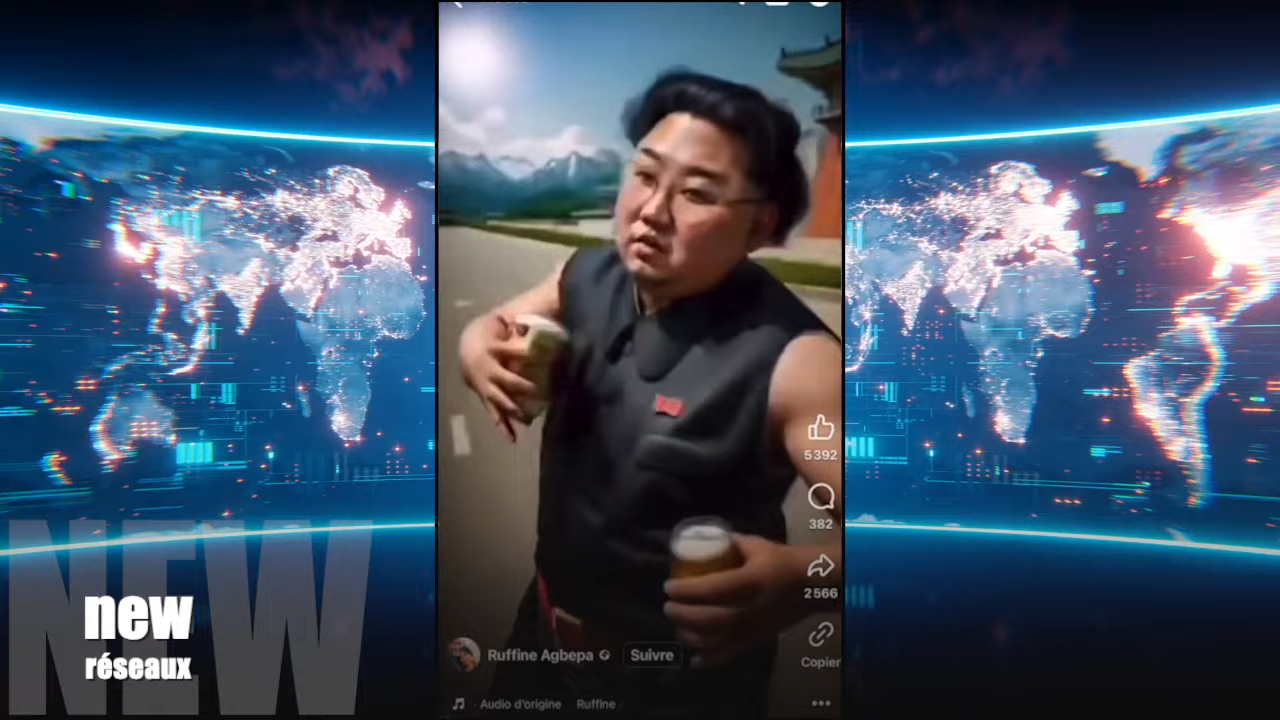 5392
382
2566
Copier
Ruffine Agbepa
Suivre
Audio d'origine
Ruffine
NEW
new
réseaux